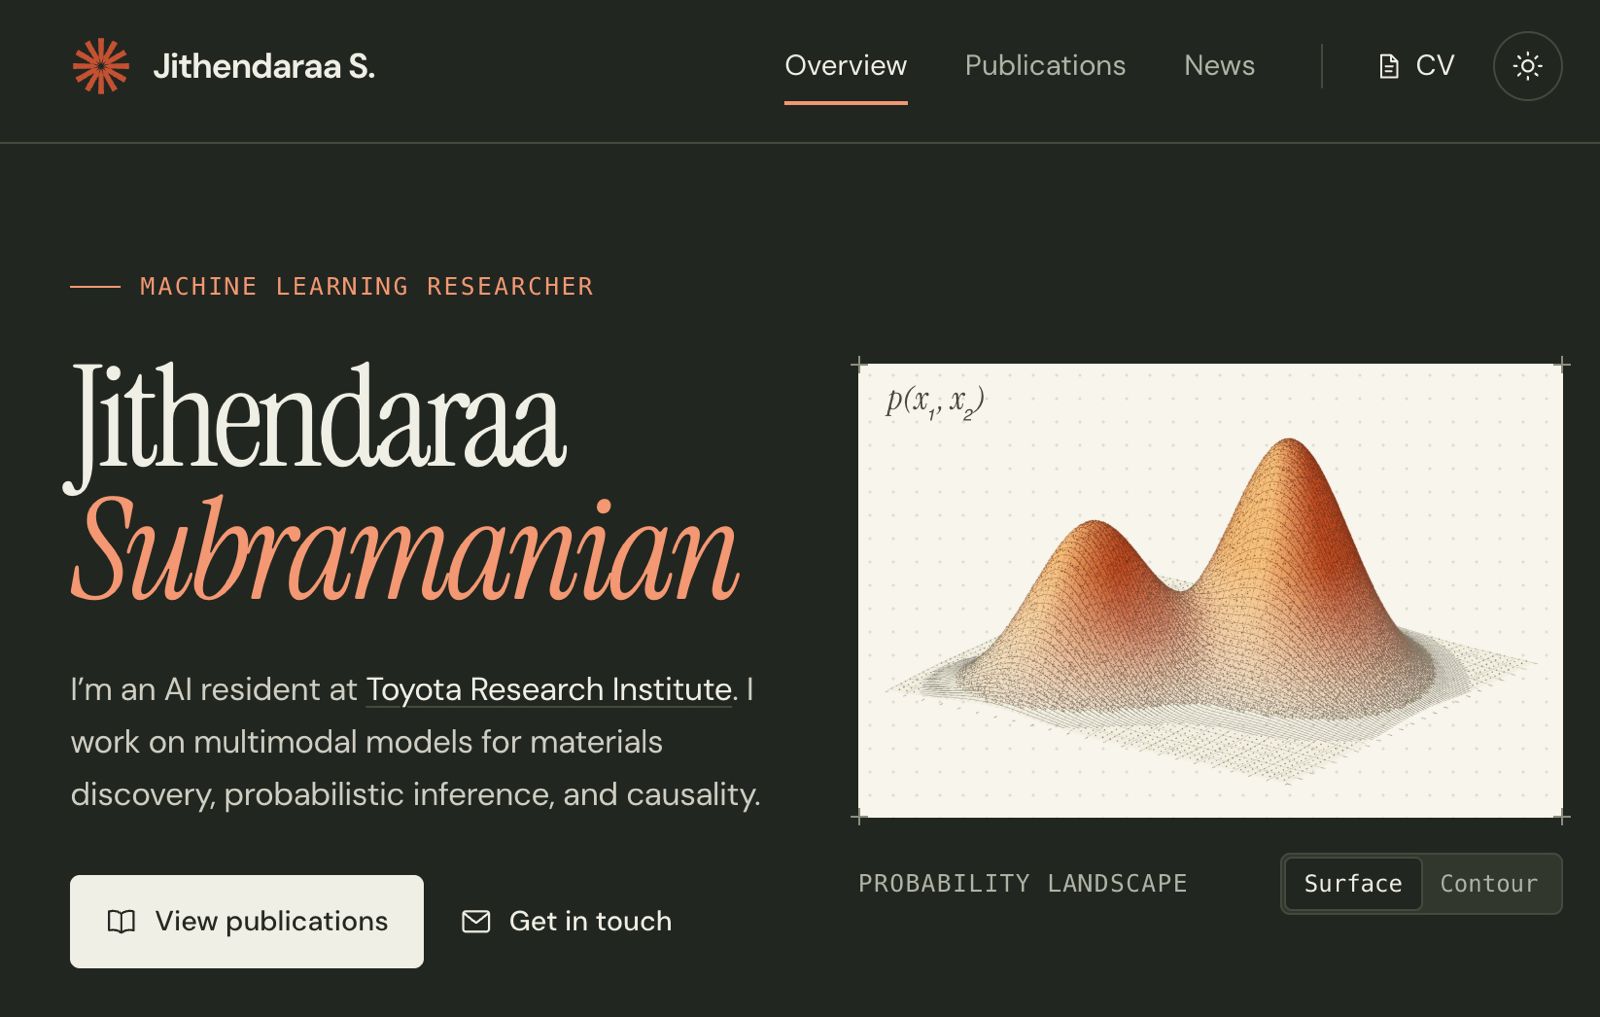 Jithendaraa S.
Overview
Publications
News
CV
MACHINE LEARNING RESEARCHER
Jithendaraa
Subramanian
I’m an AI resident at Toyota Research Institute. I
work on multimodal models for materials
discovery, probabilistic inference, and causality.
View publications
Get in touch
p(x₁, x₂)
PROBABILITY LANDSCAPE
Surface
Contour